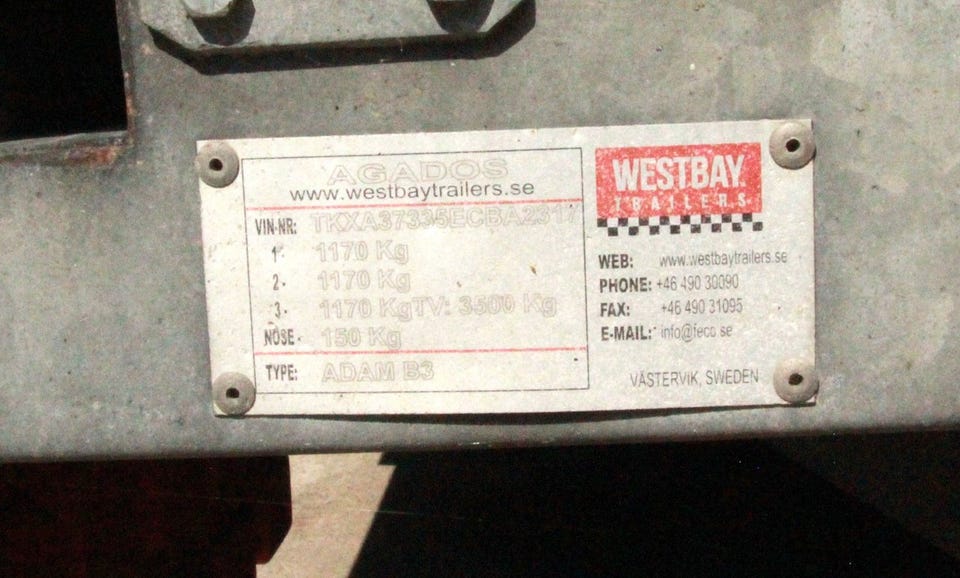 AGADOS
www.westbaytrailers.se
VIN-NR: TKXA37335ECBA2317
1· 1170 Kg
2· 1170 Kg
3· 1170 KgTV: 3500 Kg
NOSE· 150 Kg
TYPE: ADAM B3
WESTBAY
TRAILERS
WEB: www.westbaytrailers.se
PHONE: +46 490 30090
FAX: +46 490 31095
E-MAIL: info@feco.se
VÄSTERVIK, SWEDEN